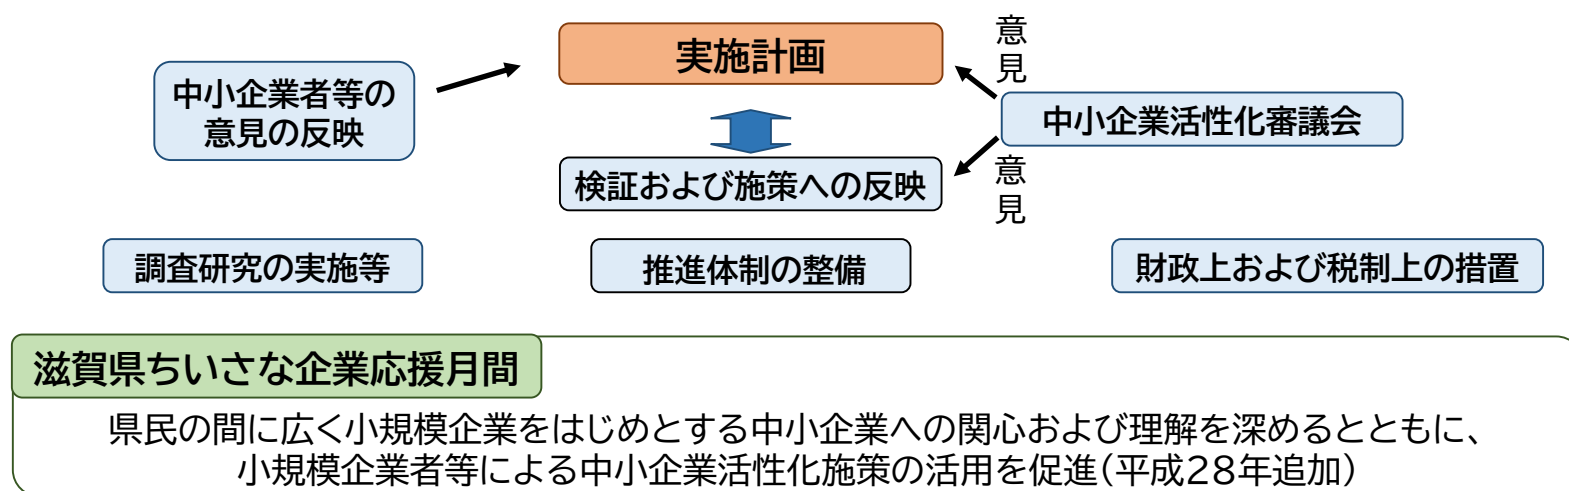 実施計画
意見
中小企業者等の
意見の反映
中小企業活性化審議会
検証および施策への反映
意見
調査研究の実施等
推進体制の整備
財政上および税制上の措置
滋賀県ちいさな企業応援月間
県民の間に広く小規模企業をはじめとする中小企業への関心および理解を深めるとともに、
小規模企業者等による中小企業活性化施策の活用を促進(平成28年追加)